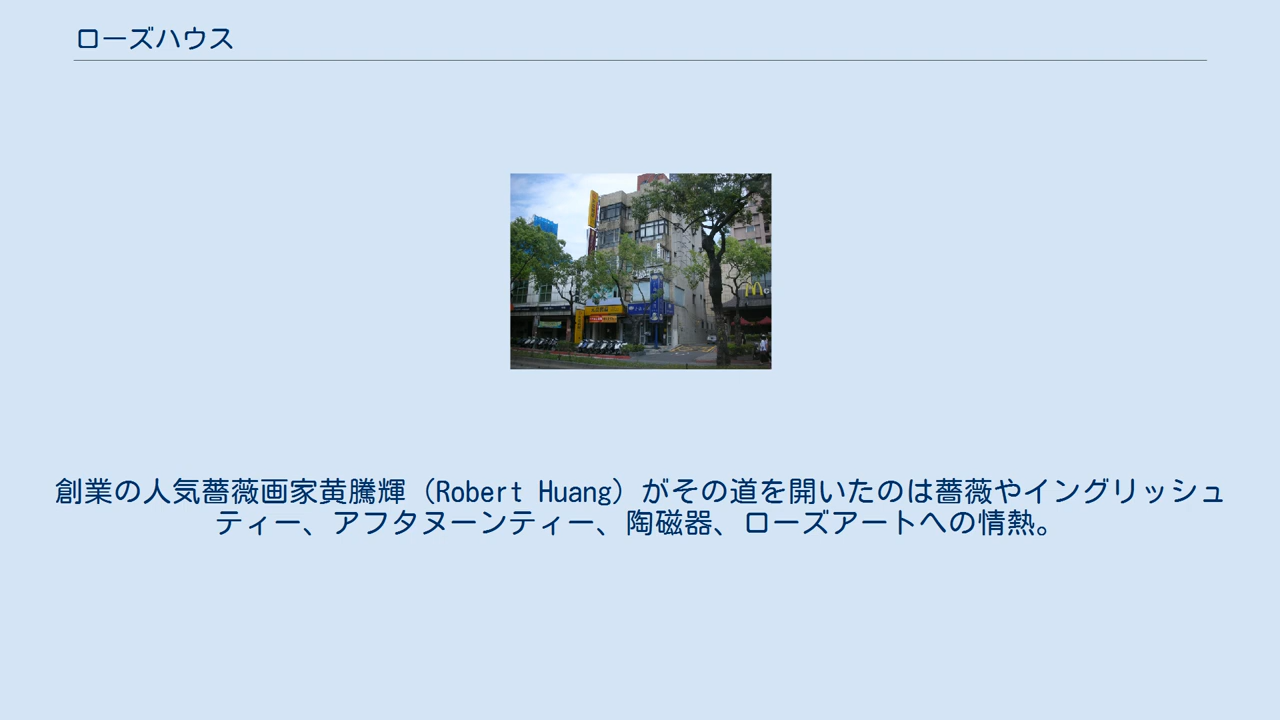 ローズハウス
創業の人気薔薇画家黄騰輝（Robert Huang）がその道を開いたのは薔薇やイングリッシュ
ティー、アフタヌーンティー、陶磁器、ローズアートへの情熱。